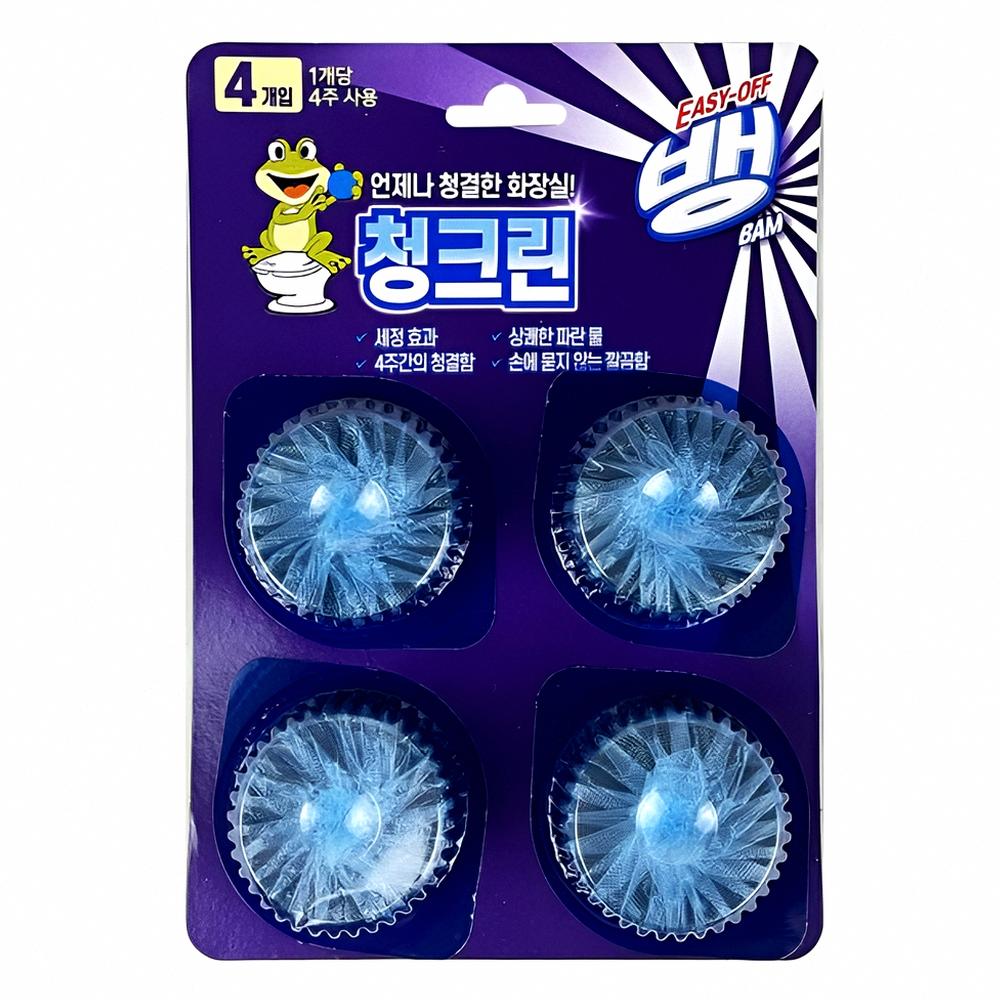 4개입
1개당
4주 사용
EASY-OFF
뱅
BAM
언제나 청결한 화장실!
청크린
세정 효과
상쾌한 파란 물
4주간의 청결함
손에 묻지 않는 깔끔함